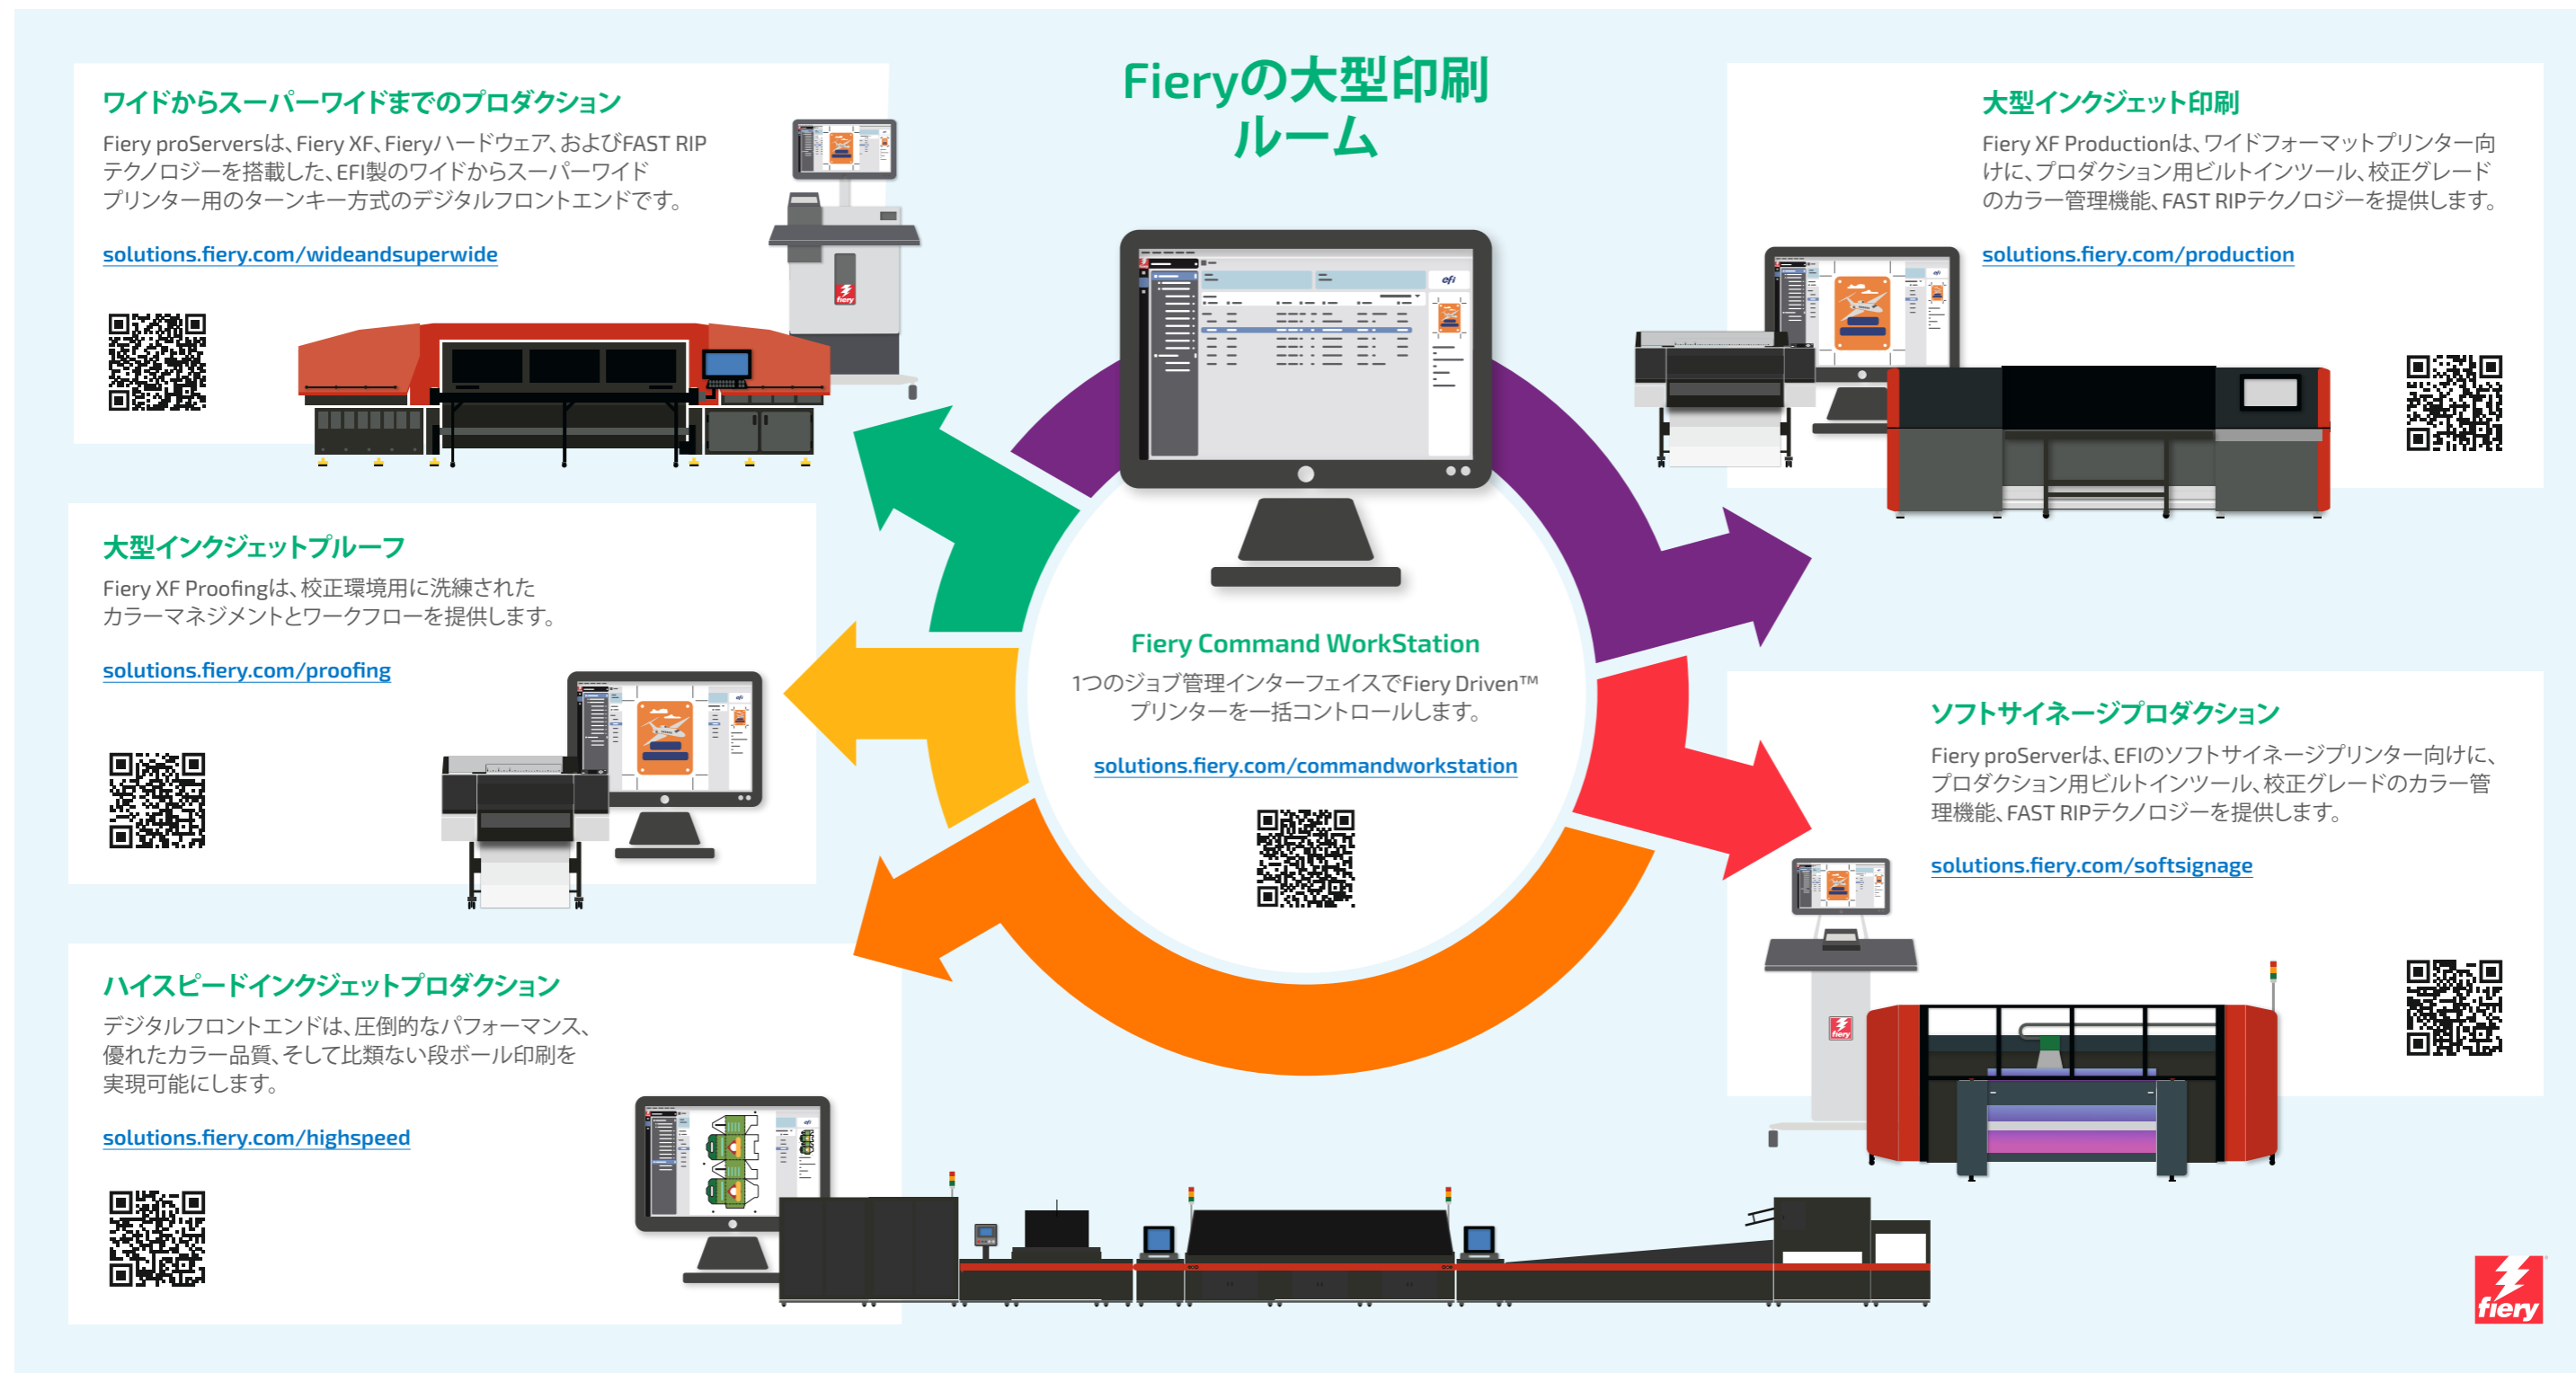 Fieryの大型印刷
ルーム
ワイドからスーパーワイドまでのプロダクション
Fiery proServersは、Fiery XF、Fieryハードウェア、およびFAST RIP
テクノロジーを搭載した、EFI製のワイドからスーパーワイド
プリンター用のターンキー方式のデジタルフロントエンドです。
solutions.fiery.com/wideandsuperwide
fiery
大型インクジェットプルーフ
Fiery XF Proofingは、校正環境用に洗練された
カラーマネジメントとワークフローを提供します。
solutions.fiery.com/proofing
ハイスピードインクジェットプロダクション
デジタルフロントエンドは、圧倒的なパフォーマンス、
優れたカラー品質、そして比類ない段ボール印刷を
実現可能にします。
solutions.fiery.com/highspeed
efi
Fiery Command WorkStation
1つのジョブ管理インターフェイスでFiery Driven™
プリンターを一括コントロールします。
solutions.fiery.com/commandworkstation
大型インクジェット印刷
Fiery XF Productionは、ワイドフォーマットプリンター向
けに、プロダクション用ビルトインツール、校正グレード
のカラー管理機能、FAST RIPテクノロジーを提供します。
solutions.fiery.com/production
ソフトサイネージプロダクション
Fiery proServerは、EFIのソフトサイネージプリンター向けに、
プロダクション用ビルトインツール、校正グレードのカラー管
理機能、FAST RIPテクノロジーを提供します。
solutions.fiery.com/softsignage
fiery
fiery